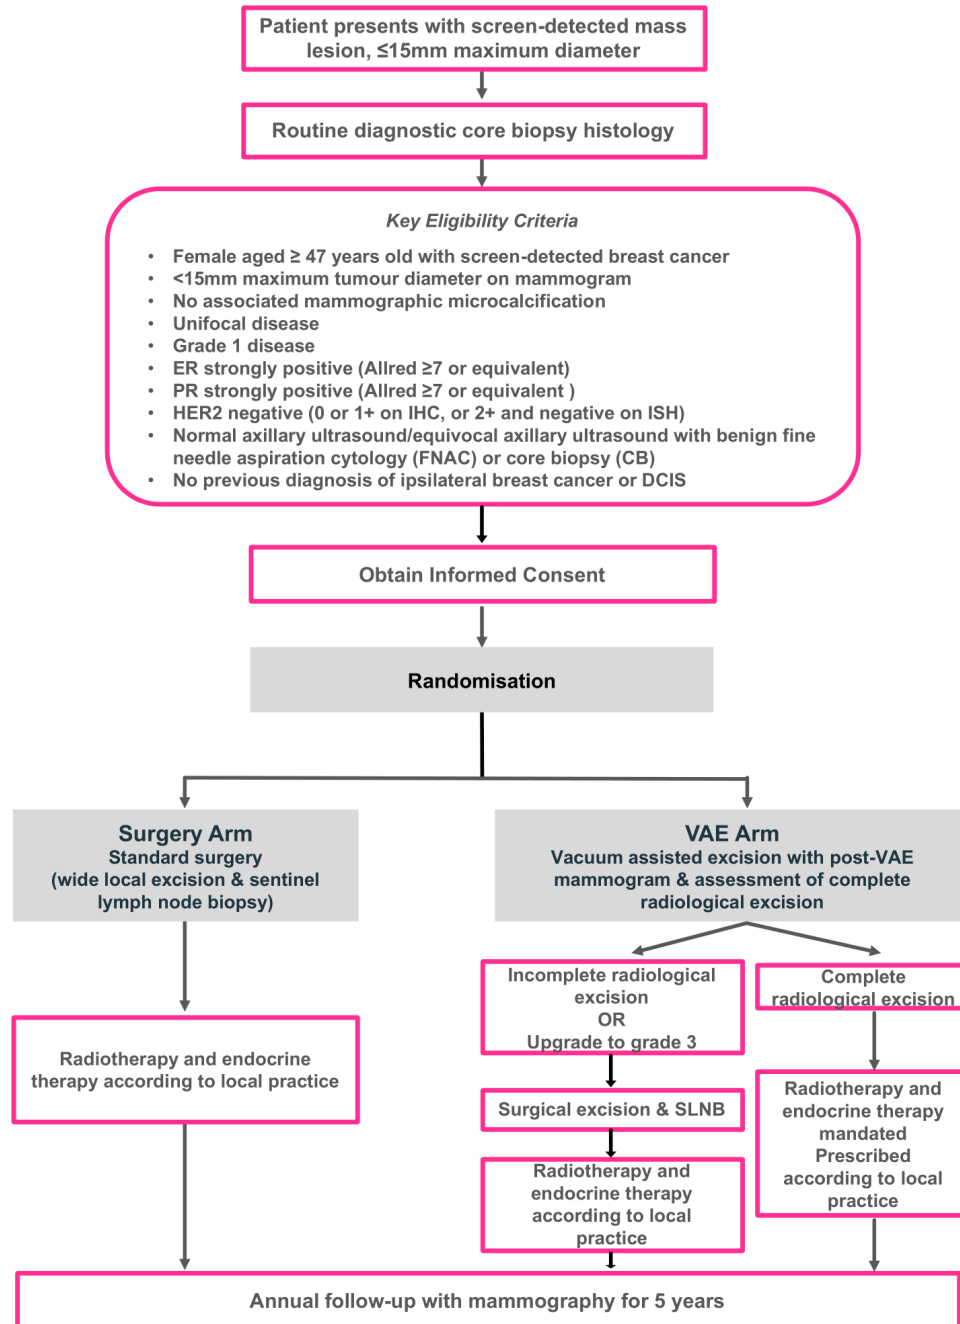 Patient presents with screen-detected mass
lesion, ≤15mm maximum diameter
Routine diagnostic core biopsy histology
Key Eligibility Criteria
• Female aged ≥ 47 years old with screen-detected breast cancer
• <15mm maximum tumour diameter on mammogram
• No associated mammographic microcalcification
• Unifocal disease
• Grade 1 disease
• ER strongly positive (Allred ≥7 or equivalent)
• PR strongly positive (Allred ≥7 or equivalent )
• HER2 negative (0 or 1+ on IHC, or 2+ and negative on ISH)
• Normal axillary ultrasound/equivocal axillary ultrasound with benign fine
needle aspiration cytology (FNAC) or core biopsy (CB)
• No previous diagnosis of ipsilateral breast cancer or DCIS
Obtain Informed Consent
Randomisation
Surgery Arm
Standard surgery
(wide local excision & sentinel
lymph node biopsy)
Radiotherapy and endocrine
therapy according to local practice
VAE Arm
Vacuum assisted excision with post-VAE
mammogram & assessment of complete
radiological excision
Incomplete radiological
excision
OR
Upgrade to grade 3
Surgical excision & SLNB
Radiotherapy and
endocrine therapy
according to local
practice
Complete
radiological excision
Radiotherapy and
endocrine therapy
mandated
Prescribed
according to local
practice
Annual follow-up with mammography for 5 years